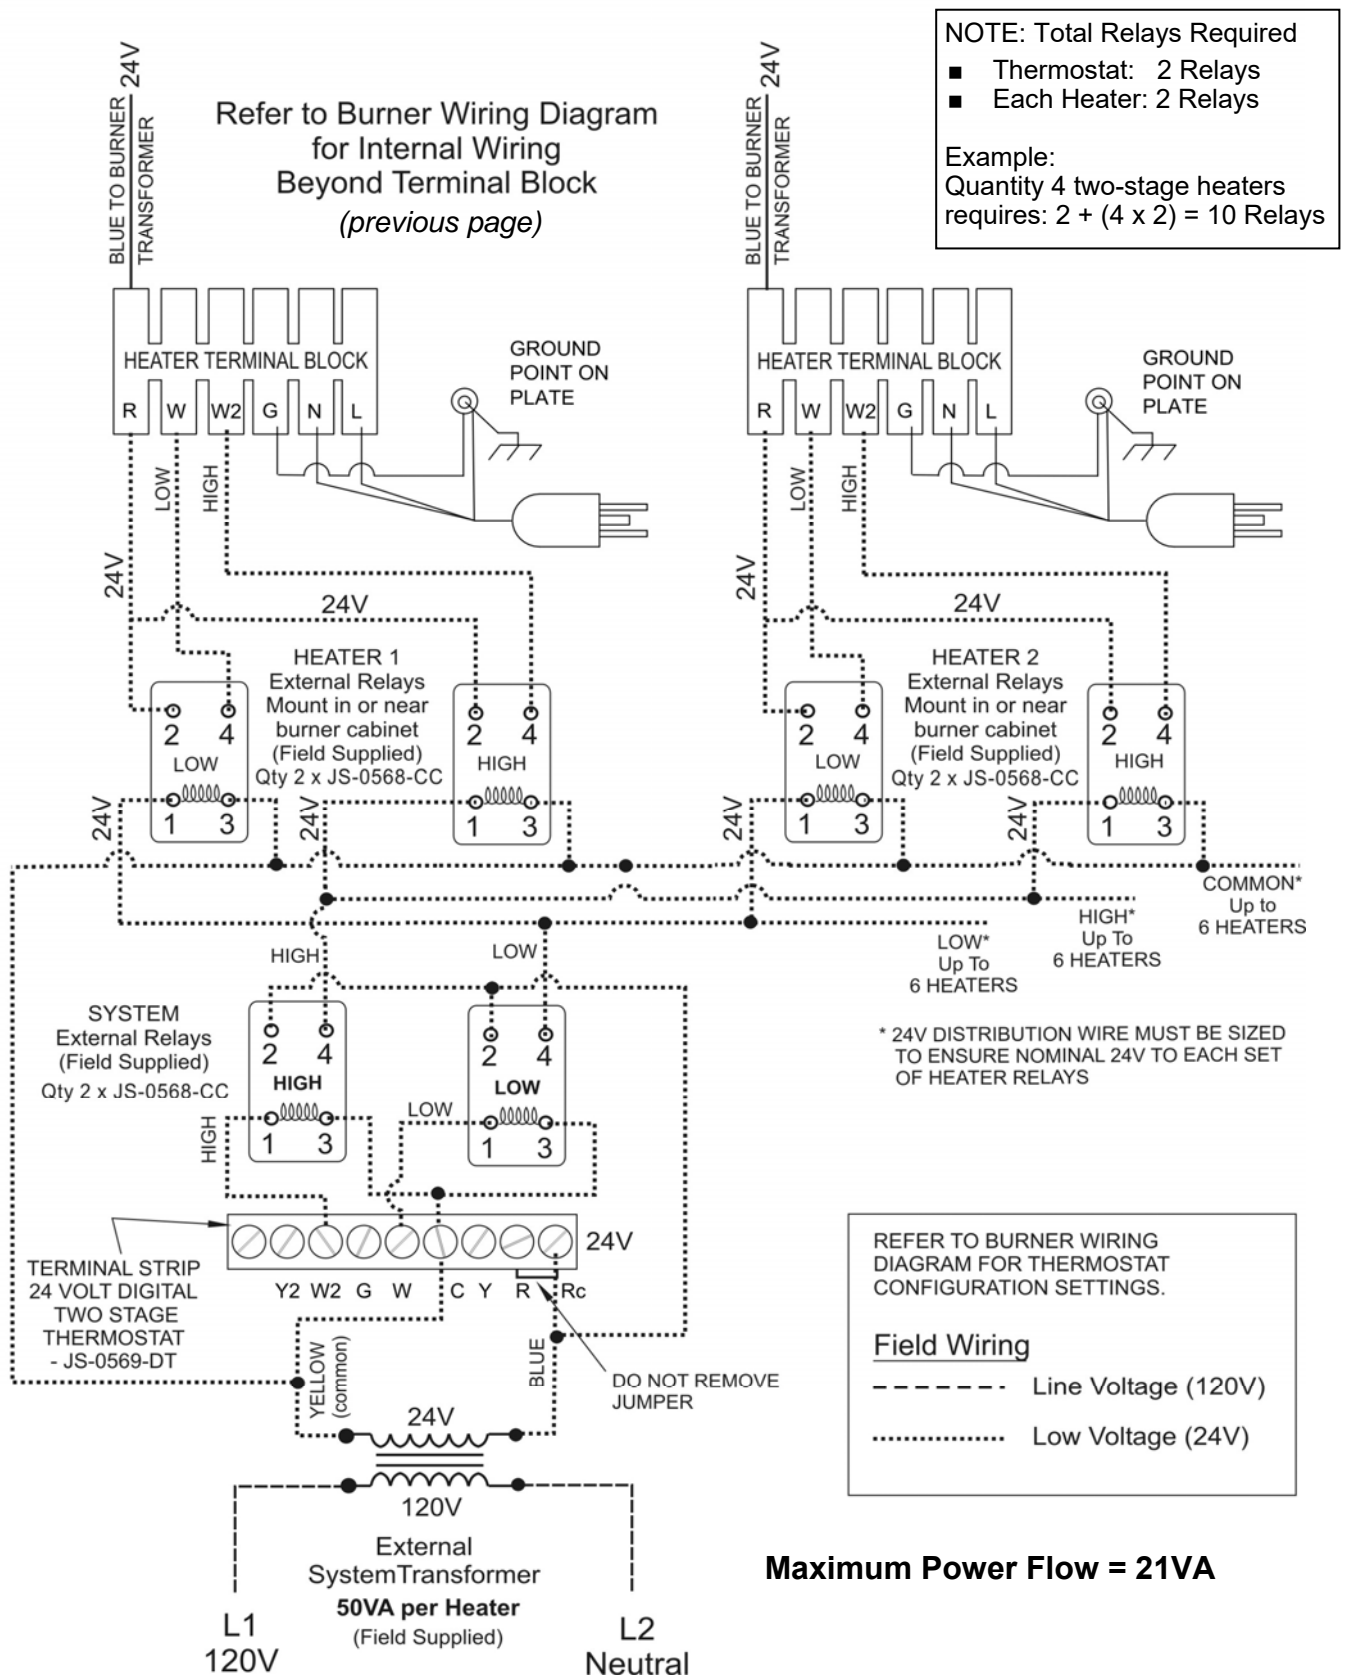 24V
BLUE TO BURNER
TRANSFORMER
Refer to Burner Wiring Diagram
for Internal Wiring
Beyond Terminal Block
(previous page)
24V
BLUE TO BURNER
TRANSFORMER
NOTE: Total Relays Required
■ Thermostat: 2 Relays
■ Each Heater: 2 Relays
Example:
Quantity 4 two-stage heaters
requires: 2 + (4 x 2) = 10 Relays
HEATER TERMINAL BLOCK
R W W2 G N L
GROUND
POINT ON
PLATE
HEATER TERMINAL BLOCK
R W W2 G N L
GROUND
POINT ON
PLATE
LOW
HIGH
24V
24V
LOW
HIGH
24V
24V
HEATER 1
External Relays
Mount in or near
burner cabinet
(Field Supplied)
Qty 2 x JS-0568-CC
2 4
LOW
1 3
2 4
HIGH
1 3
24V
24V
HEATER 2
External Relays
Mount in or near
burner cabinet
(Field Supplied)
Qty 2 x JS-0568-CC
2 4
LOW
1 3
2 4
HIGH
1 3
24V
24V
COMMON*
Up to
6 HEATERS
HIGH*
Up To
6 HEATERS
LOW*
Up To
6 HEATERS
HIGH
LOW
SYSTEM
External Relays
(Field Supplied)
Qty 2 x JS-0568-CC
2 4
HIGH
1 3
2 4
LOW
1 3
HIGH
LOW
* 24V DISTRIBUTION WIRE MUST BE SIZED
TO ENSURE NOMINAL 24V TO EACH SET
OF HEATER RELAYS
24V
Y2 W2 G W C Y R Rc
TERMINAL STRIP
24 VOLT DIGITAL
TWO STAGE
THERMOSTAT
- JS-0569-DT
YELLOW
(common)
BLUE
DO NOT REMOVE
JUMPER
24V
120V
External
SystemTransformer
50VA per Heater
(Field Supplied)
L1
120V
L2
Neutral
REFER TO BURNER WIRING
DIAGRAM FOR THERMOSTAT
CONFIGURATION SETTINGS.
Field Wiring
Line Voltage (120V)
Low Voltage (24V)
Maximum Power Flow = 21VA